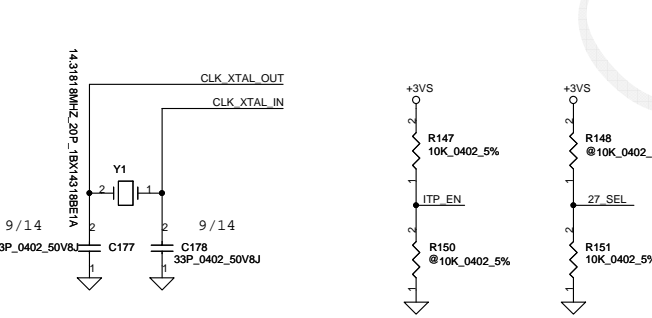 14.31818MHZ_20P_1BX14318BE1A
CLK_XTAL_OUT
CLK_XTAL_IN
Y1
2
1
9/14
9/14
2
2
3P_0402_50V8J
C177
C178
33P_0402_50V8J
1
1
+3VS
2
R147
10K_0402_5%
1
ITP_EN
2
R150
@10K_0402_5%
1
+3VS
2
R148
@10K_0402_
1
27_SEL
2
R151
10K_0402_5%
1